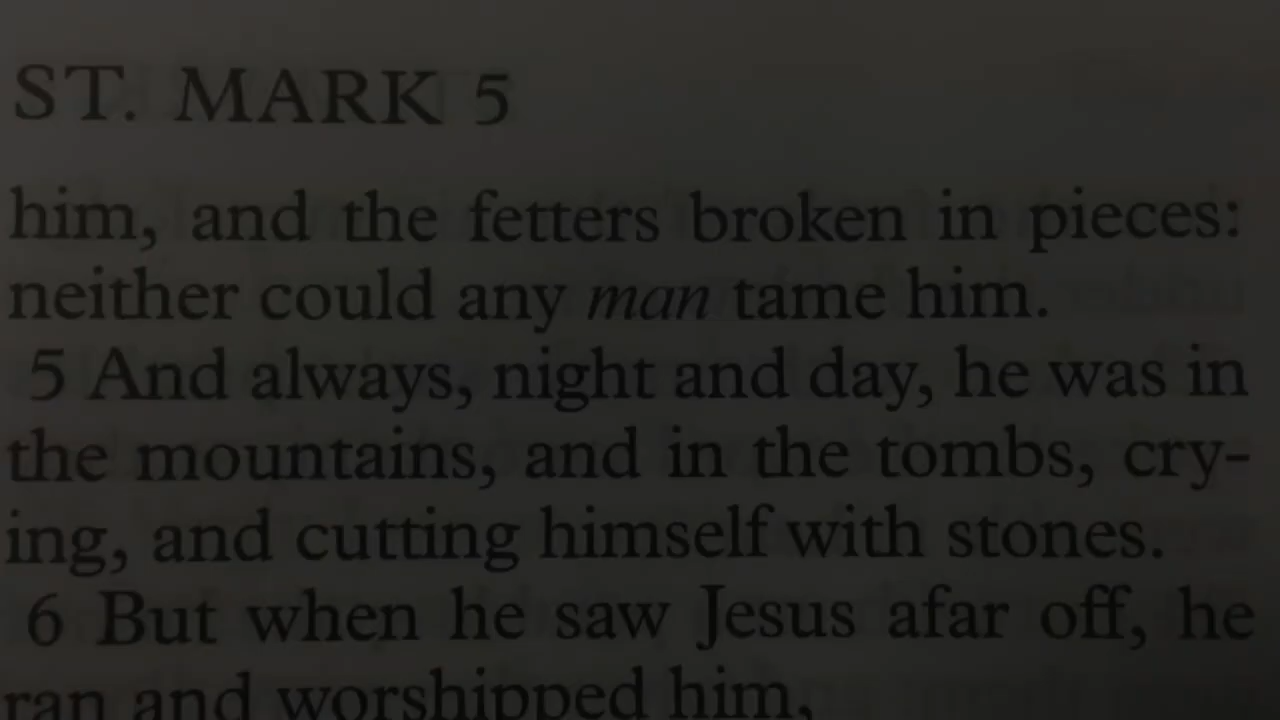 ST. MARK 5
him, and the fetters broken in pieces:
neither could any man tame him.
5 And always, night and day, he was in
the mountains, and in the tombs, cry-
ing, and cutting himself with stones.
6 But when he saw Jesus afar off, he
ran and worshipped him,